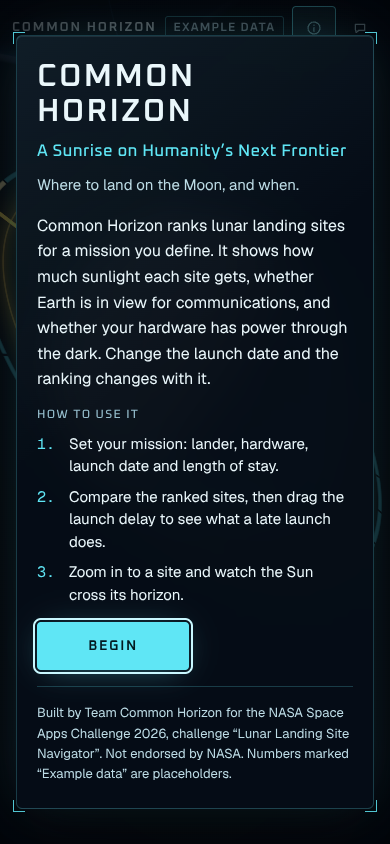 COMMON HORIZON EXAMPLE DATA
COMMON
HORIZON
A Sunrise on Humanity’s Next Frontier
Where to land on the Moon, and when.
Common Horizon ranks lunar landing sites
for a mission you define. It shows how
much sunlight each site gets, whether
Earth is in view for communications, and
whether your hardware has power through
the dark. Change the launch date and the
ranking changes with it.
HOW TO USE IT
1. Set your mission: lander, hardware,
launch date and length of stay.
2. Compare the ranked sites, then drag the
launch delay to see what a late launch
does.
3. Zoom in to a site and watch the Sun
cross its horizon.
BEGIN
Built by Team Common Horizon for the NASA Space
Apps Challenge 2026, challenge “Lunar Landing Site
Navigator”. Not endorsed by NASA. Numbers marked
“Example data” are placeholders.